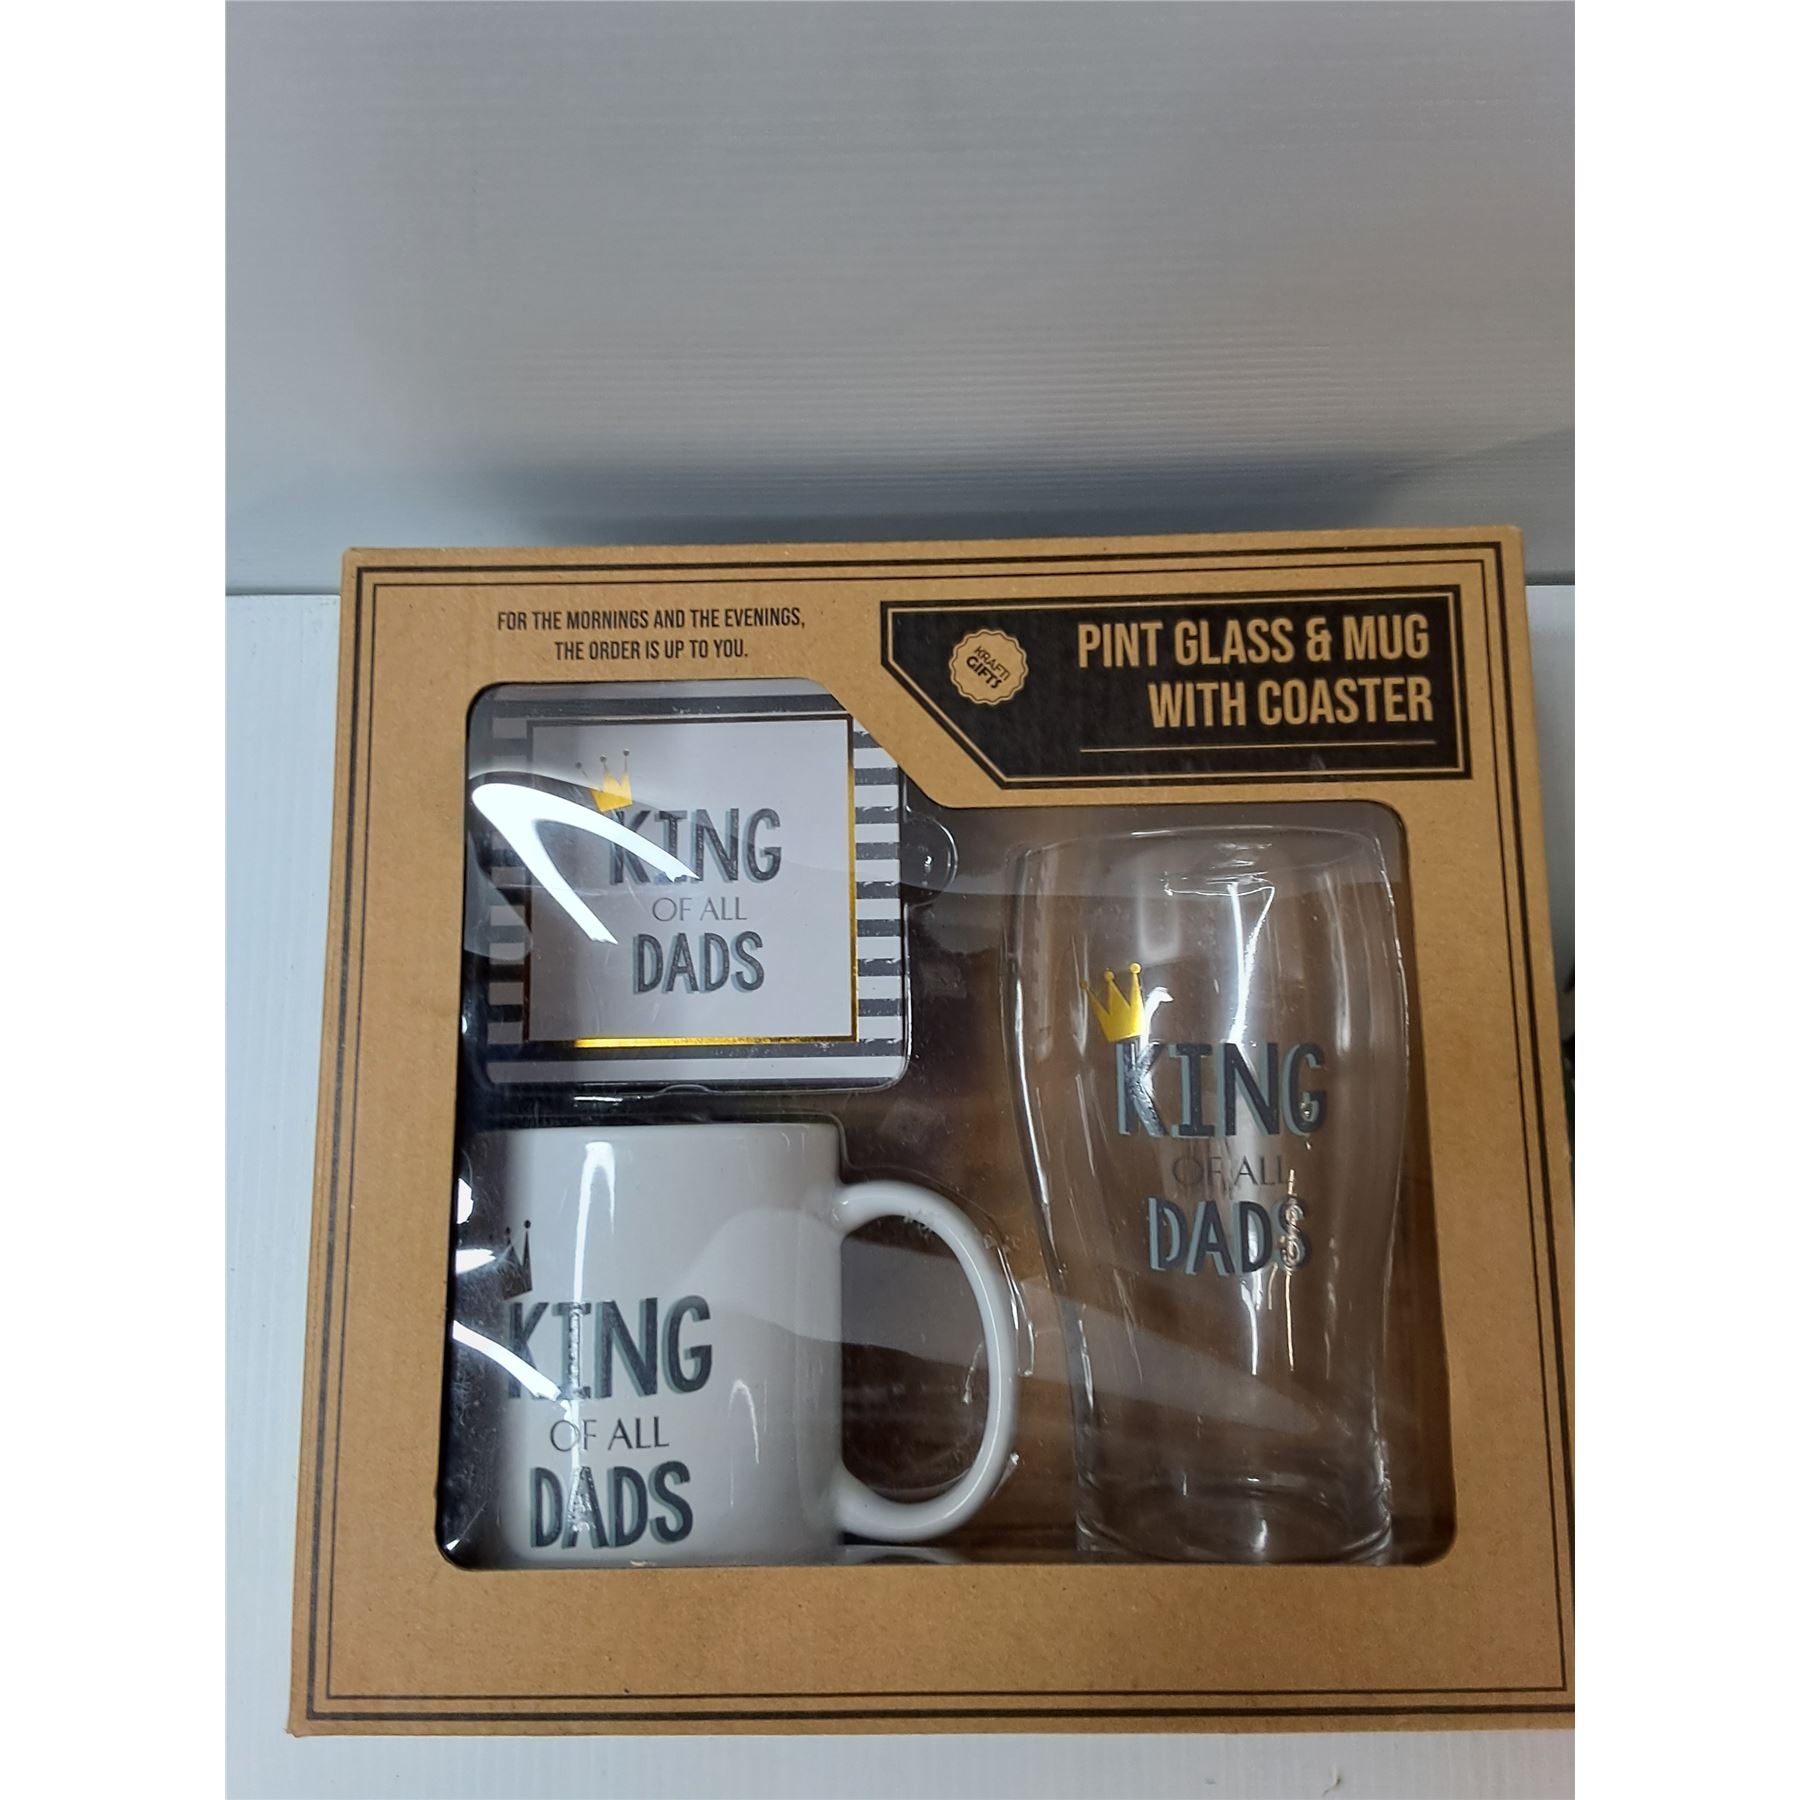 FOR THE MORNINGS AND THE EVENINGS,
THE ORDER IS UP TO YOU.
KRAFTI
GIFTS
PINT GLASS & MUG
WITH COASTER
KING
OF ALL
DADS
KING
OF ALL
DADS
KING
OF ALL
DADS